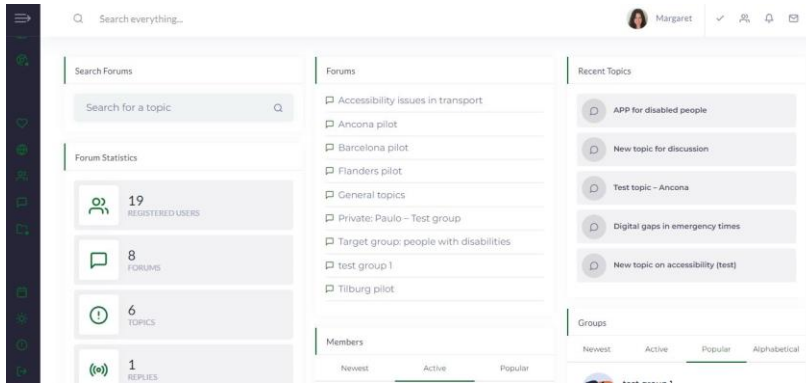 Search everything...
Margaret
Search Forums
Search for a topic
Forum Statistics
19
REGISTERED USERS
8
FORUMS
6
TOPICS
1
REPLIES
Forums
Accessibility issues in transport
Ancona pilot
Barcelona pilot
Flanders pilot
General topics
Private: Paulo – Test group
Target group: people with disabilities
test group 1
Tilburg pilot
Members
Newest Active Popular
Recent Topics
APP for disabled people
New topic for discussion
Test topic – Ancona
Digital gaps in emergency times
New topic on accessibility (test)
Groups
Newest Active Popular Alphabetical
test group 1